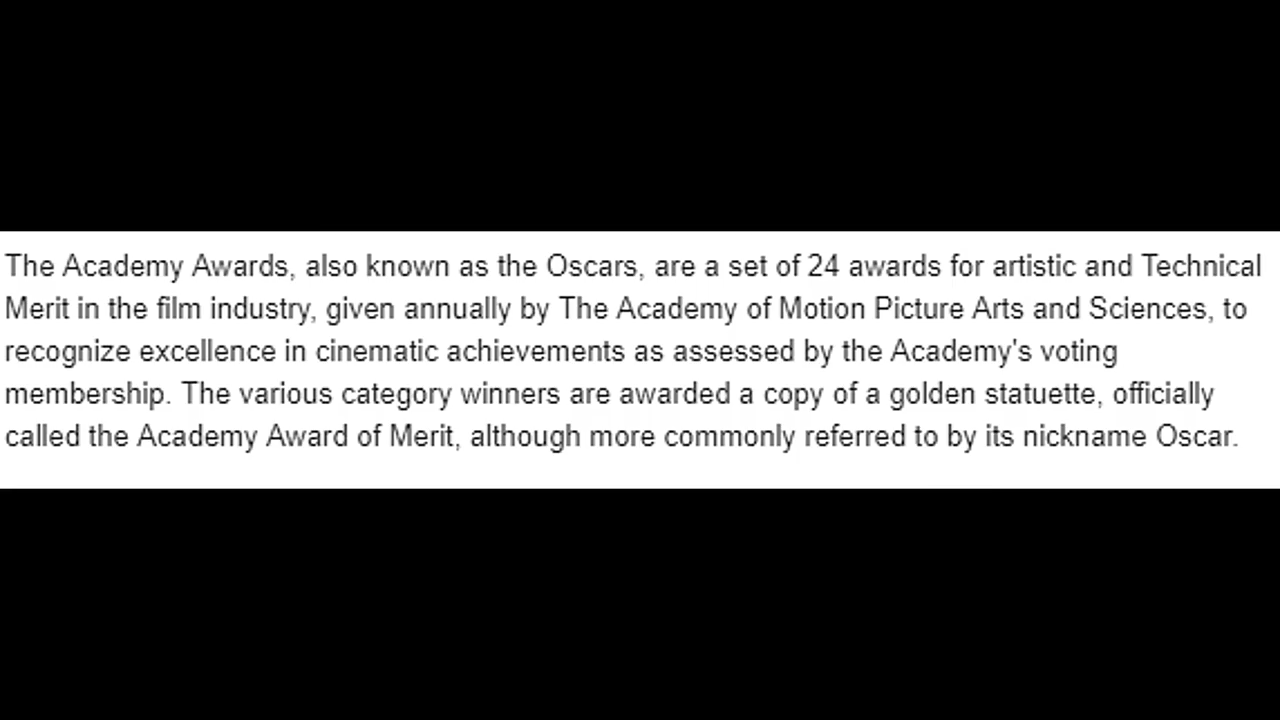 The Academy Awards, also known as the Oscars, are a set of 24 awards for artistic and Technical
Merit in the film industry, given annually by The Academy of Motion Picture Arts and Sciences, to
recognize excellence in cinematic achievements as assessed by the Academy's voting
membership. The various category winners are awarded a copy of a golden statuette, officially
called the Academy Award of Merit, although more commonly referred to by its nickname Oscar.